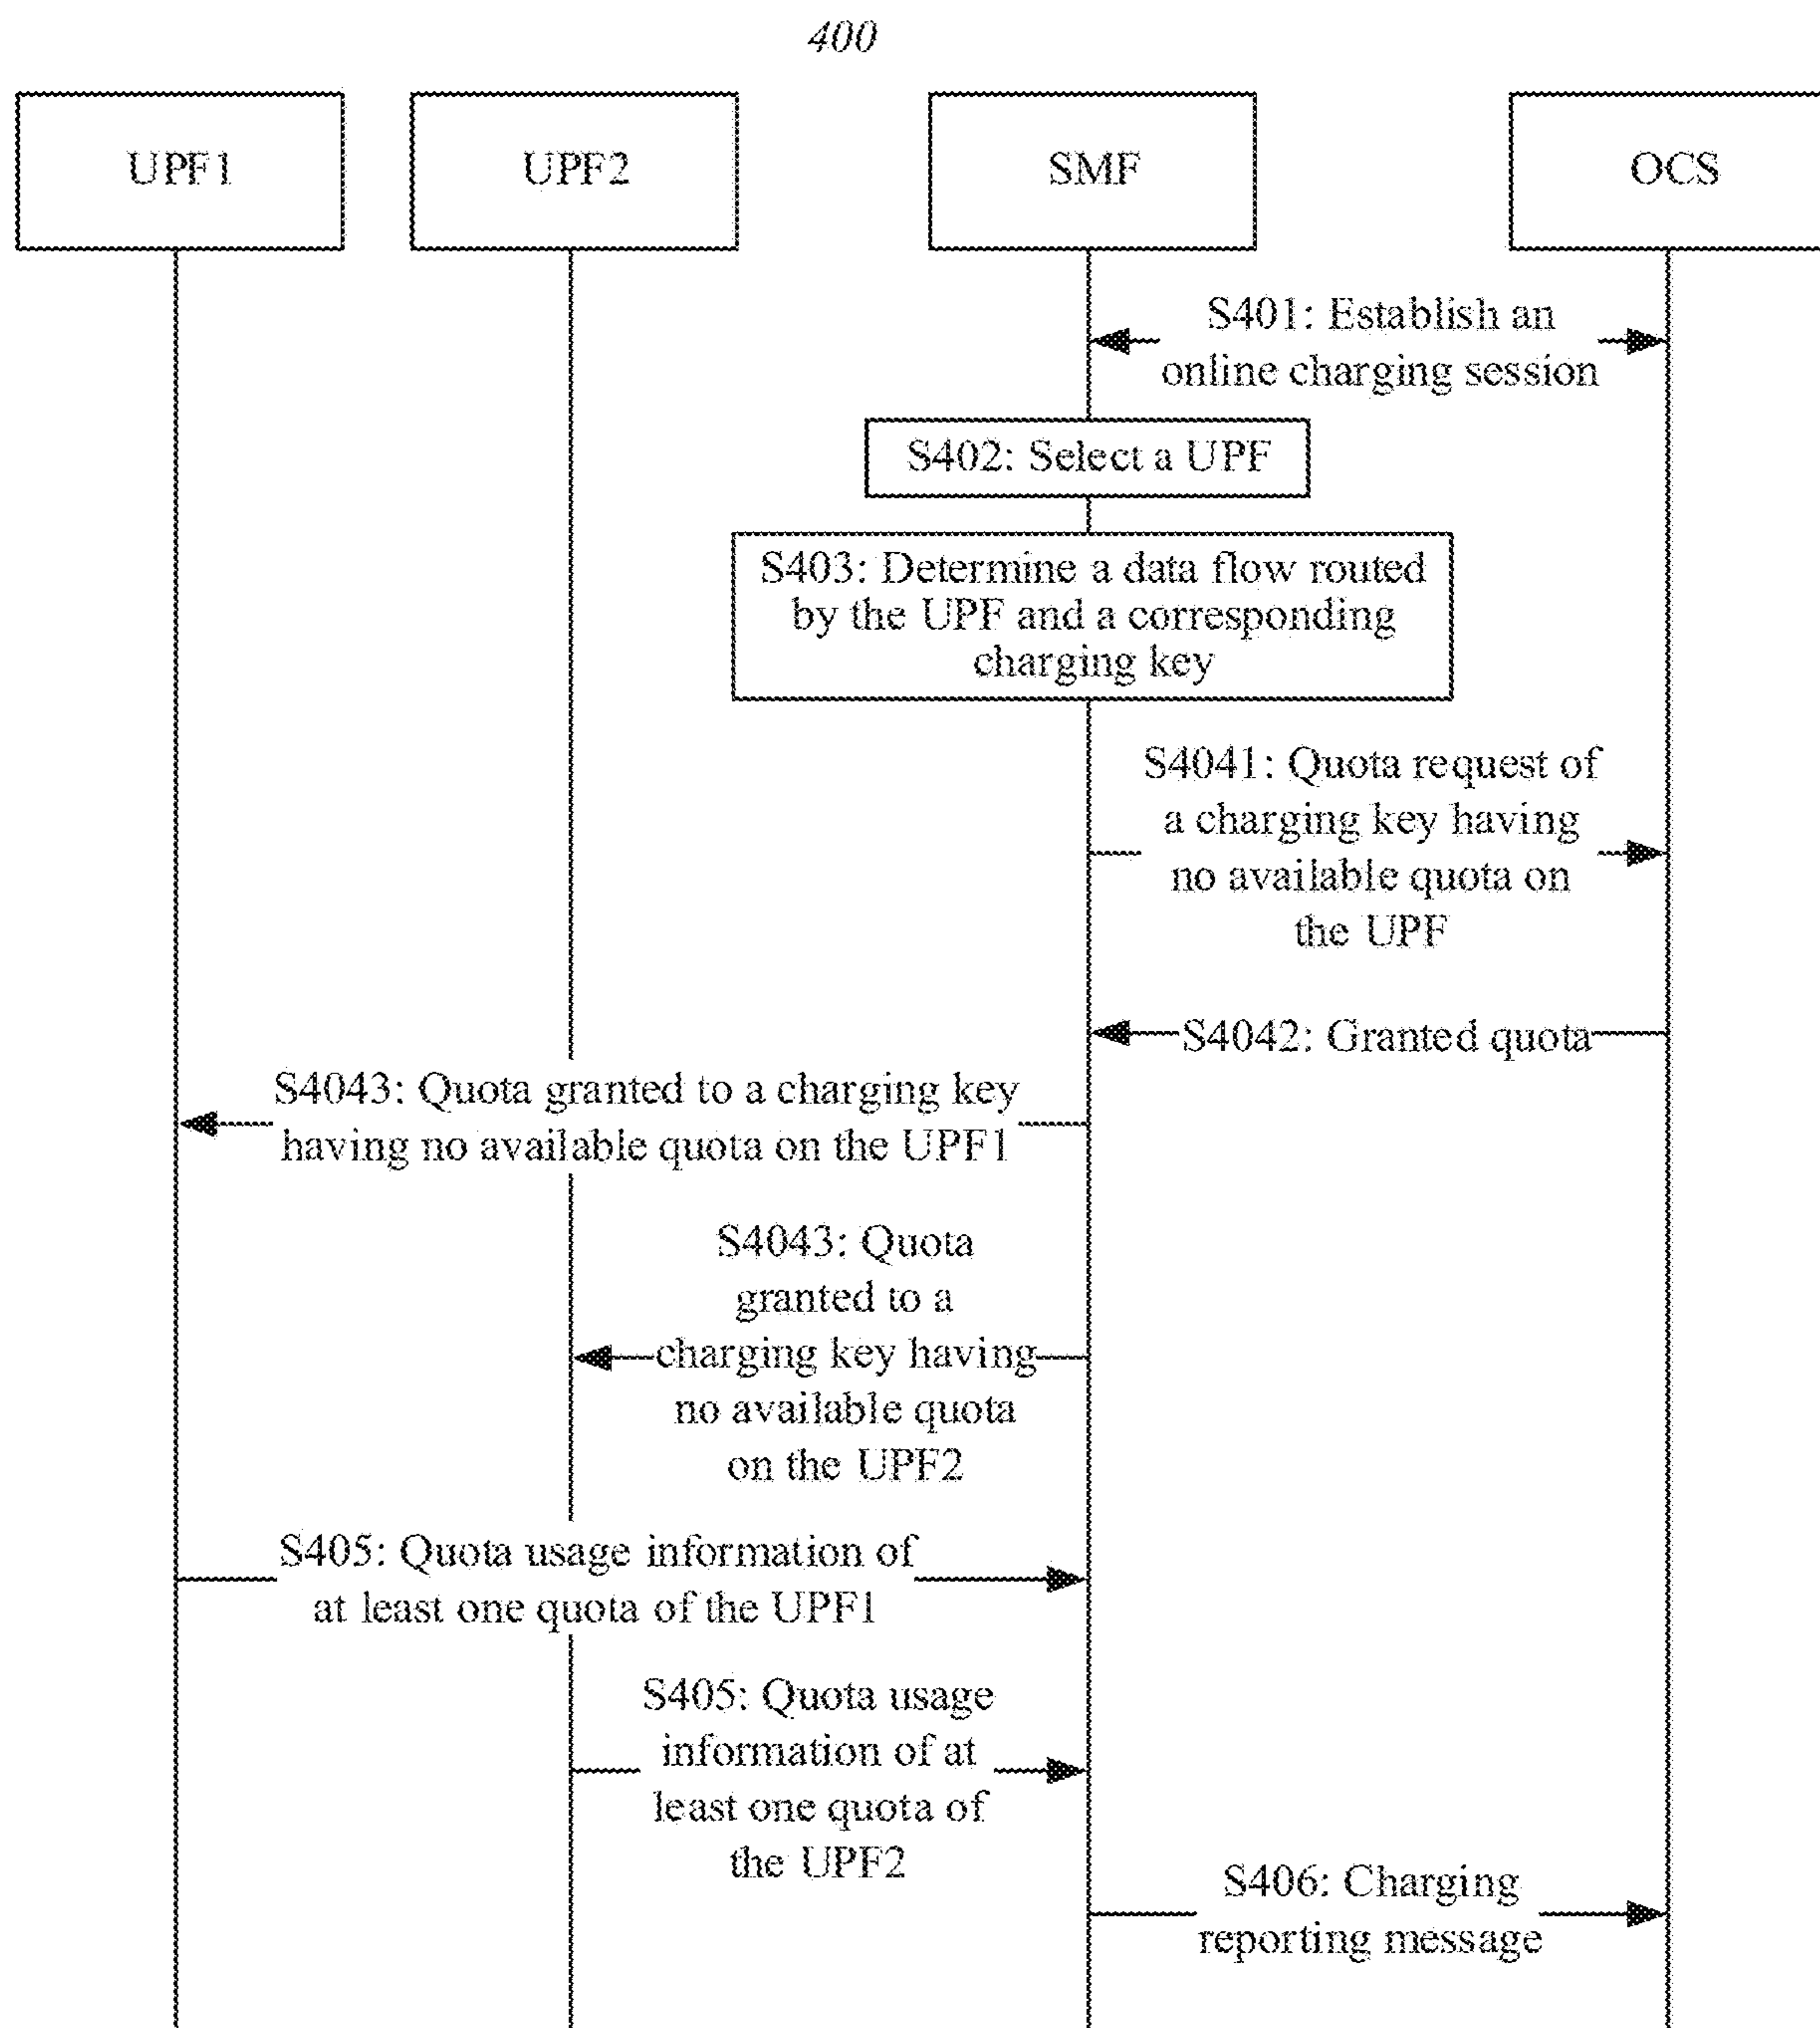 400
UPF1
UPF2
SMF
OCS
S401: Establish an
online charging session
S402: Select a UPF
S403: Determine a data flow routed
by the UPF and a corresponding
charging key
S4041: Quota request of
a charging key having
no available quota on
the UPF
S4042: Granted quota
S4043: Quota granted to a charging key
having no available quota on the UPF1
S4043: Quota
granted to a
charging key having
no available quota
on the UPF2
S405: Quota usage information of
at least one quota of the UPF1
S405: Quota usage
information of at
least one quota of
the UPF2
S406: Charging
reporting message